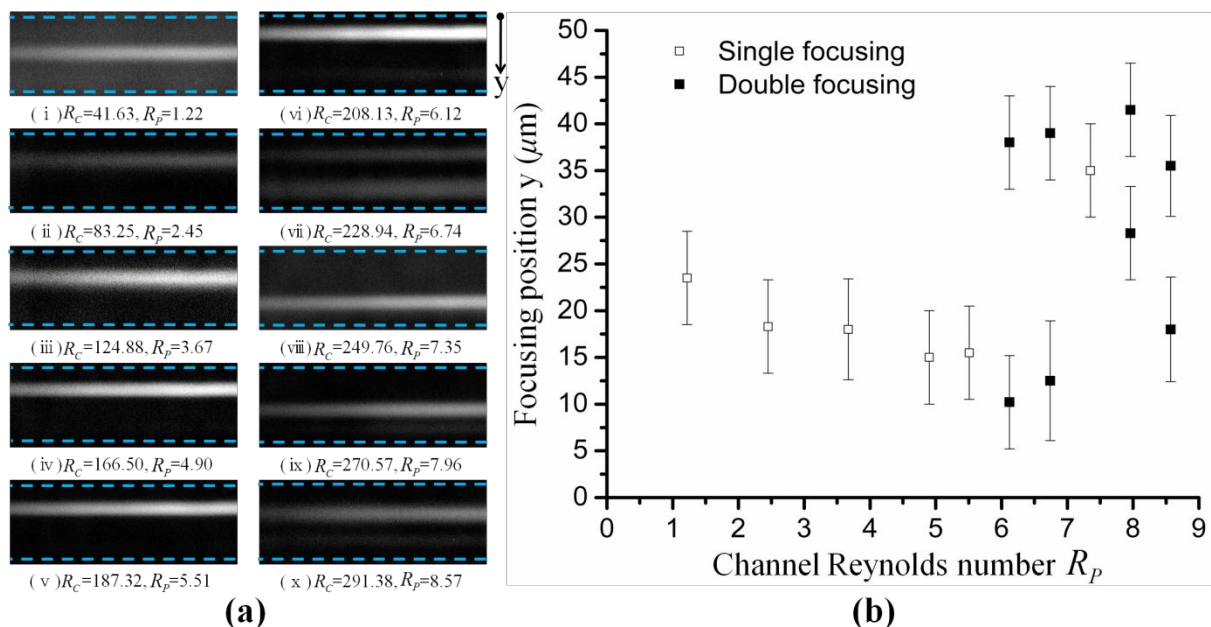 (i) R_C=41.63, R_P=1.22
(ii) R_C=83.25, R_P=2.45
(iii) R_C=124.88, R_P=3.67
(iv) R_C=166.50, R_P=4.90
(v) R_C=187.32, R_P=5.51
y
(vi) R_C=208.13, R_P=6.12
(vii) R_C=228.94, R_P=6.74
(viii) R_C=249.76, R_P=7.35
(ix) R_C=270.57, R_P=7.96
(x) R_C=291.38, R_P=8.57
(a)
Single focusing
Double focusing
Focusing position y (μm)
50
45
40
35
30
25
20
15
10
5
0
0 1 2 3 4 5 6 7 8 9
Channel Reynolds number R_P
(b)